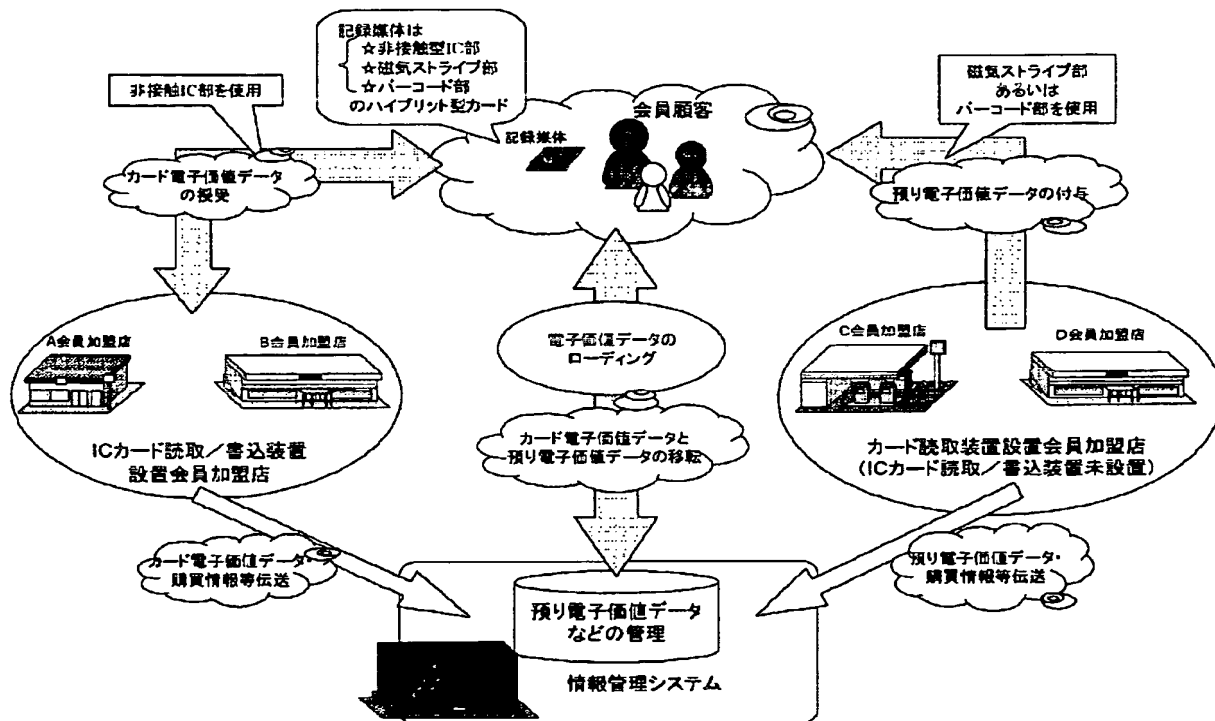 記録媒体は
☆非接触型IC部
☆磁気ストライプ部
☆バーコード部
のハイブリット型カード
非接触IC部を使用
磁気ストライプ部
あるいは
バーコード部を使用
会員顧客
記録媒体
カード電子価値データ
の授受
預り電子価値データの付与
A会員加盟店
B会員加盟店
ICカード読取／書込装置
設置会員加盟店
電子価値データの
ローディング
C会員加盟店
D会員加盟店
カード読取装置設置会員加盟店
(ICカード読取／書込装置未設置)
カード電子価値データと
預り電子価値データの移転
カード電子価値データ・
購買情報等伝送
預り電子価値データ・
購買情報等伝送
預り電子価値データ
などの管理
情報管理システム